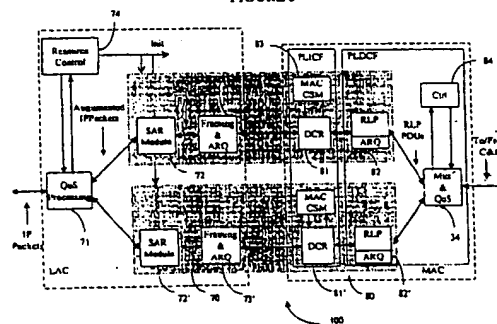 74
Resource
Control
Init
83
PLICF
PLDCF
84
MAC
CSM
Ctrl
Augmented
IP Packets
SAR
Module
Framing
&
ARQ
DCR
RLP
ARQ
RLP
PDUs
72
81
82
QoS
Processing
Mux
&
QoS
IP
Packets
71
34
MAC
CSM
SAR
Module
Framing
&
ARQ
DCR
RLP
ARQ
LAC
MAC
72'
70
73'
81'
80
82'
100